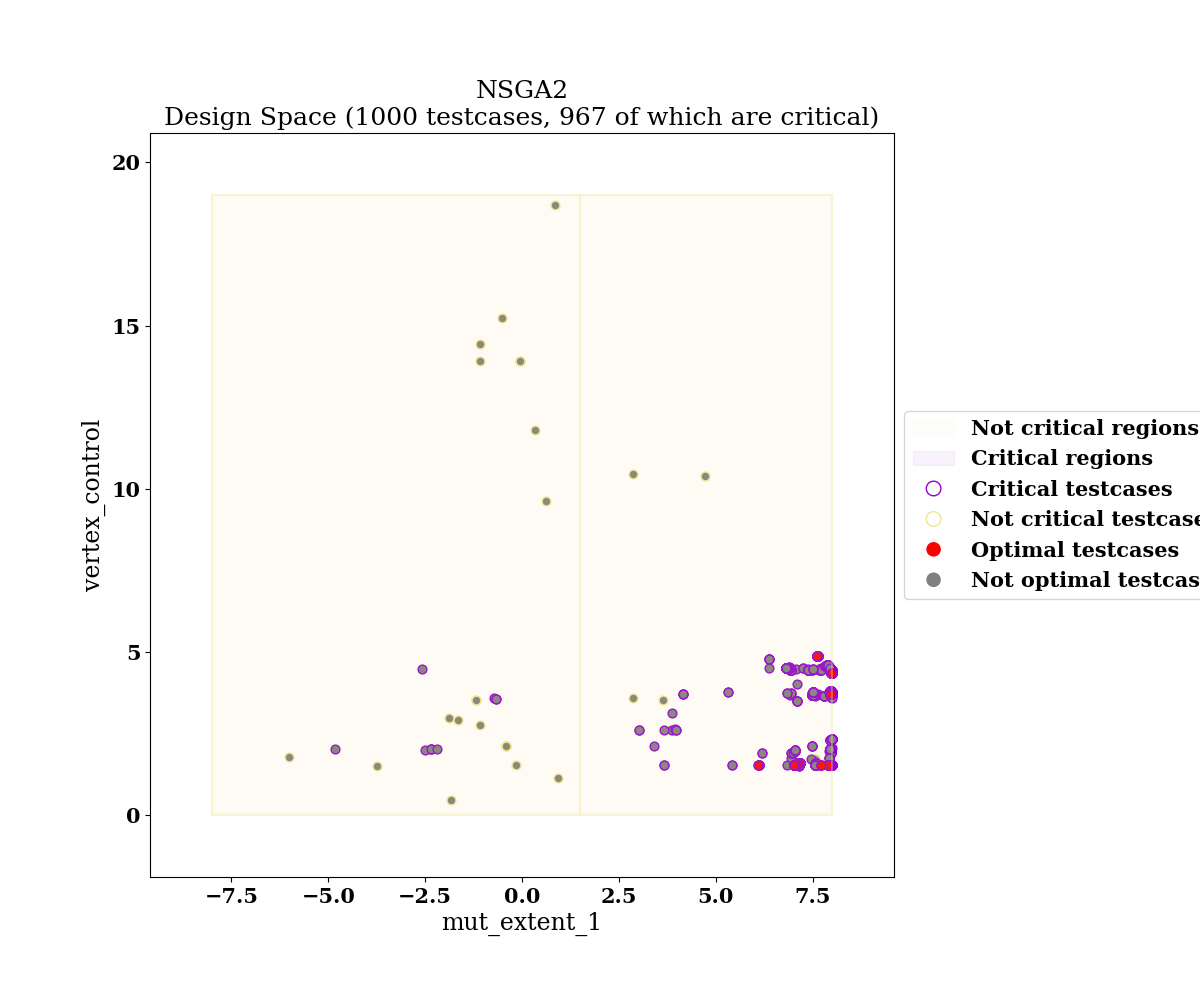 NSGA2
Design Space (1000 testcases, 967 of which are critical)
20
15
10
5
0
vertex_control
−7.5
−5.0
−2.5
0.0
2.5
5.0
7.5
mut_extent_1
Not critical regions
Critical regions
Critical testcases
Not critical testcase
Optimal testcases
Not optimal testcas